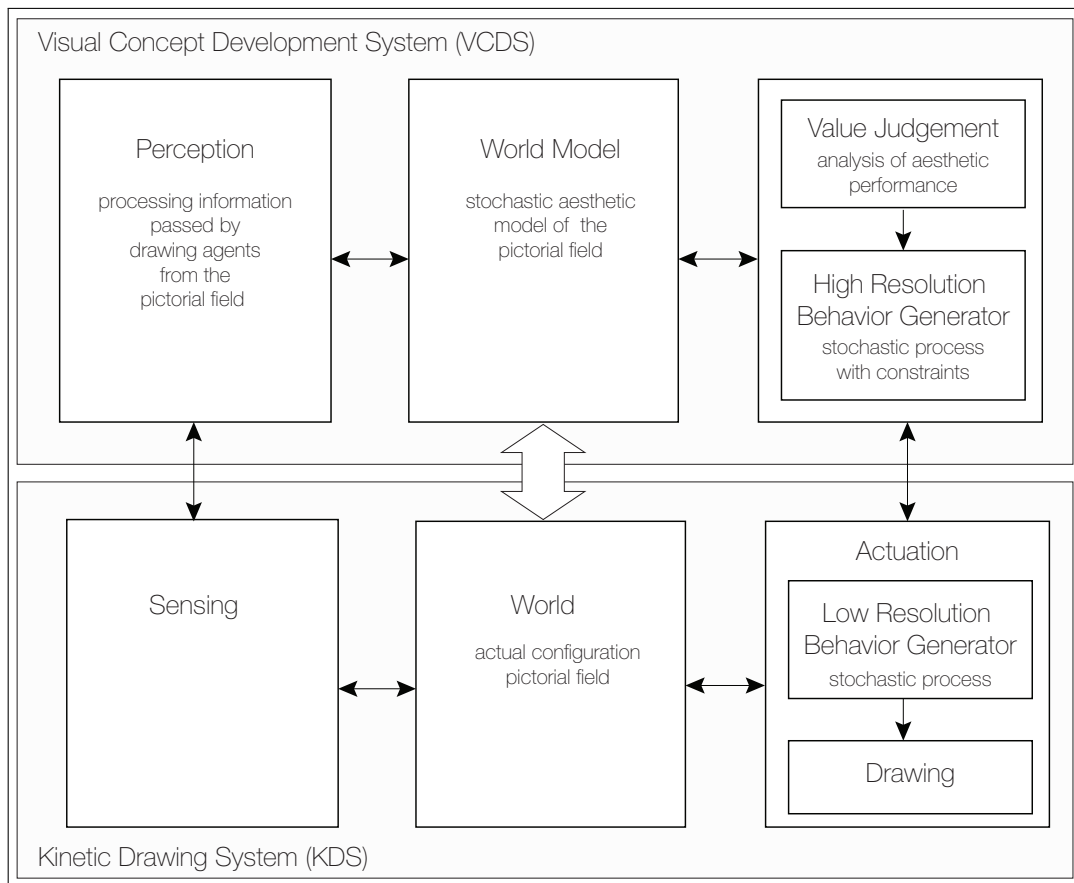 Visual Concept Development System (VCDS)
Perception
processing information
passed by
drawing agents
from the
pictorial field
World Model
stochastic aesthetic
model of the
pictorial field
Value Judgement
analysis of aesthetic
performance
High Resolution
Behavior Generator
stochastic process
with constraints
Sensing
World
actual configuration
pictorial field
Actuation
Low Resolution
Behavior Generator
stochastic process
Drawing
Kinetic Drawing System (KDS)